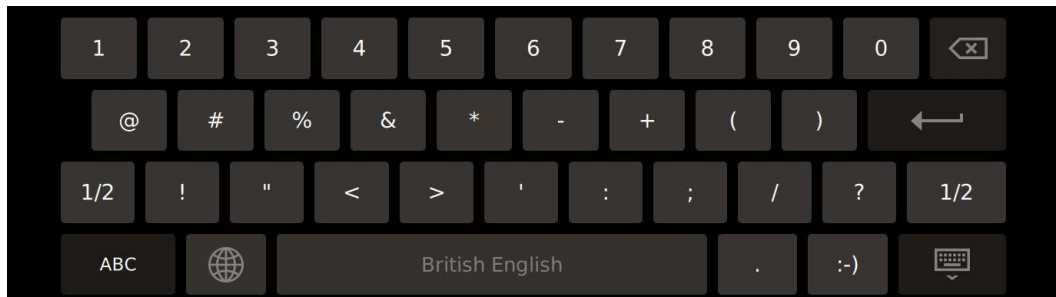 1 2 3 4 5 6 7 8 9 0
@ # % & * - + ( )
1/2 ! " < > ' : ; / ? 1/2
ABC British English . :-)